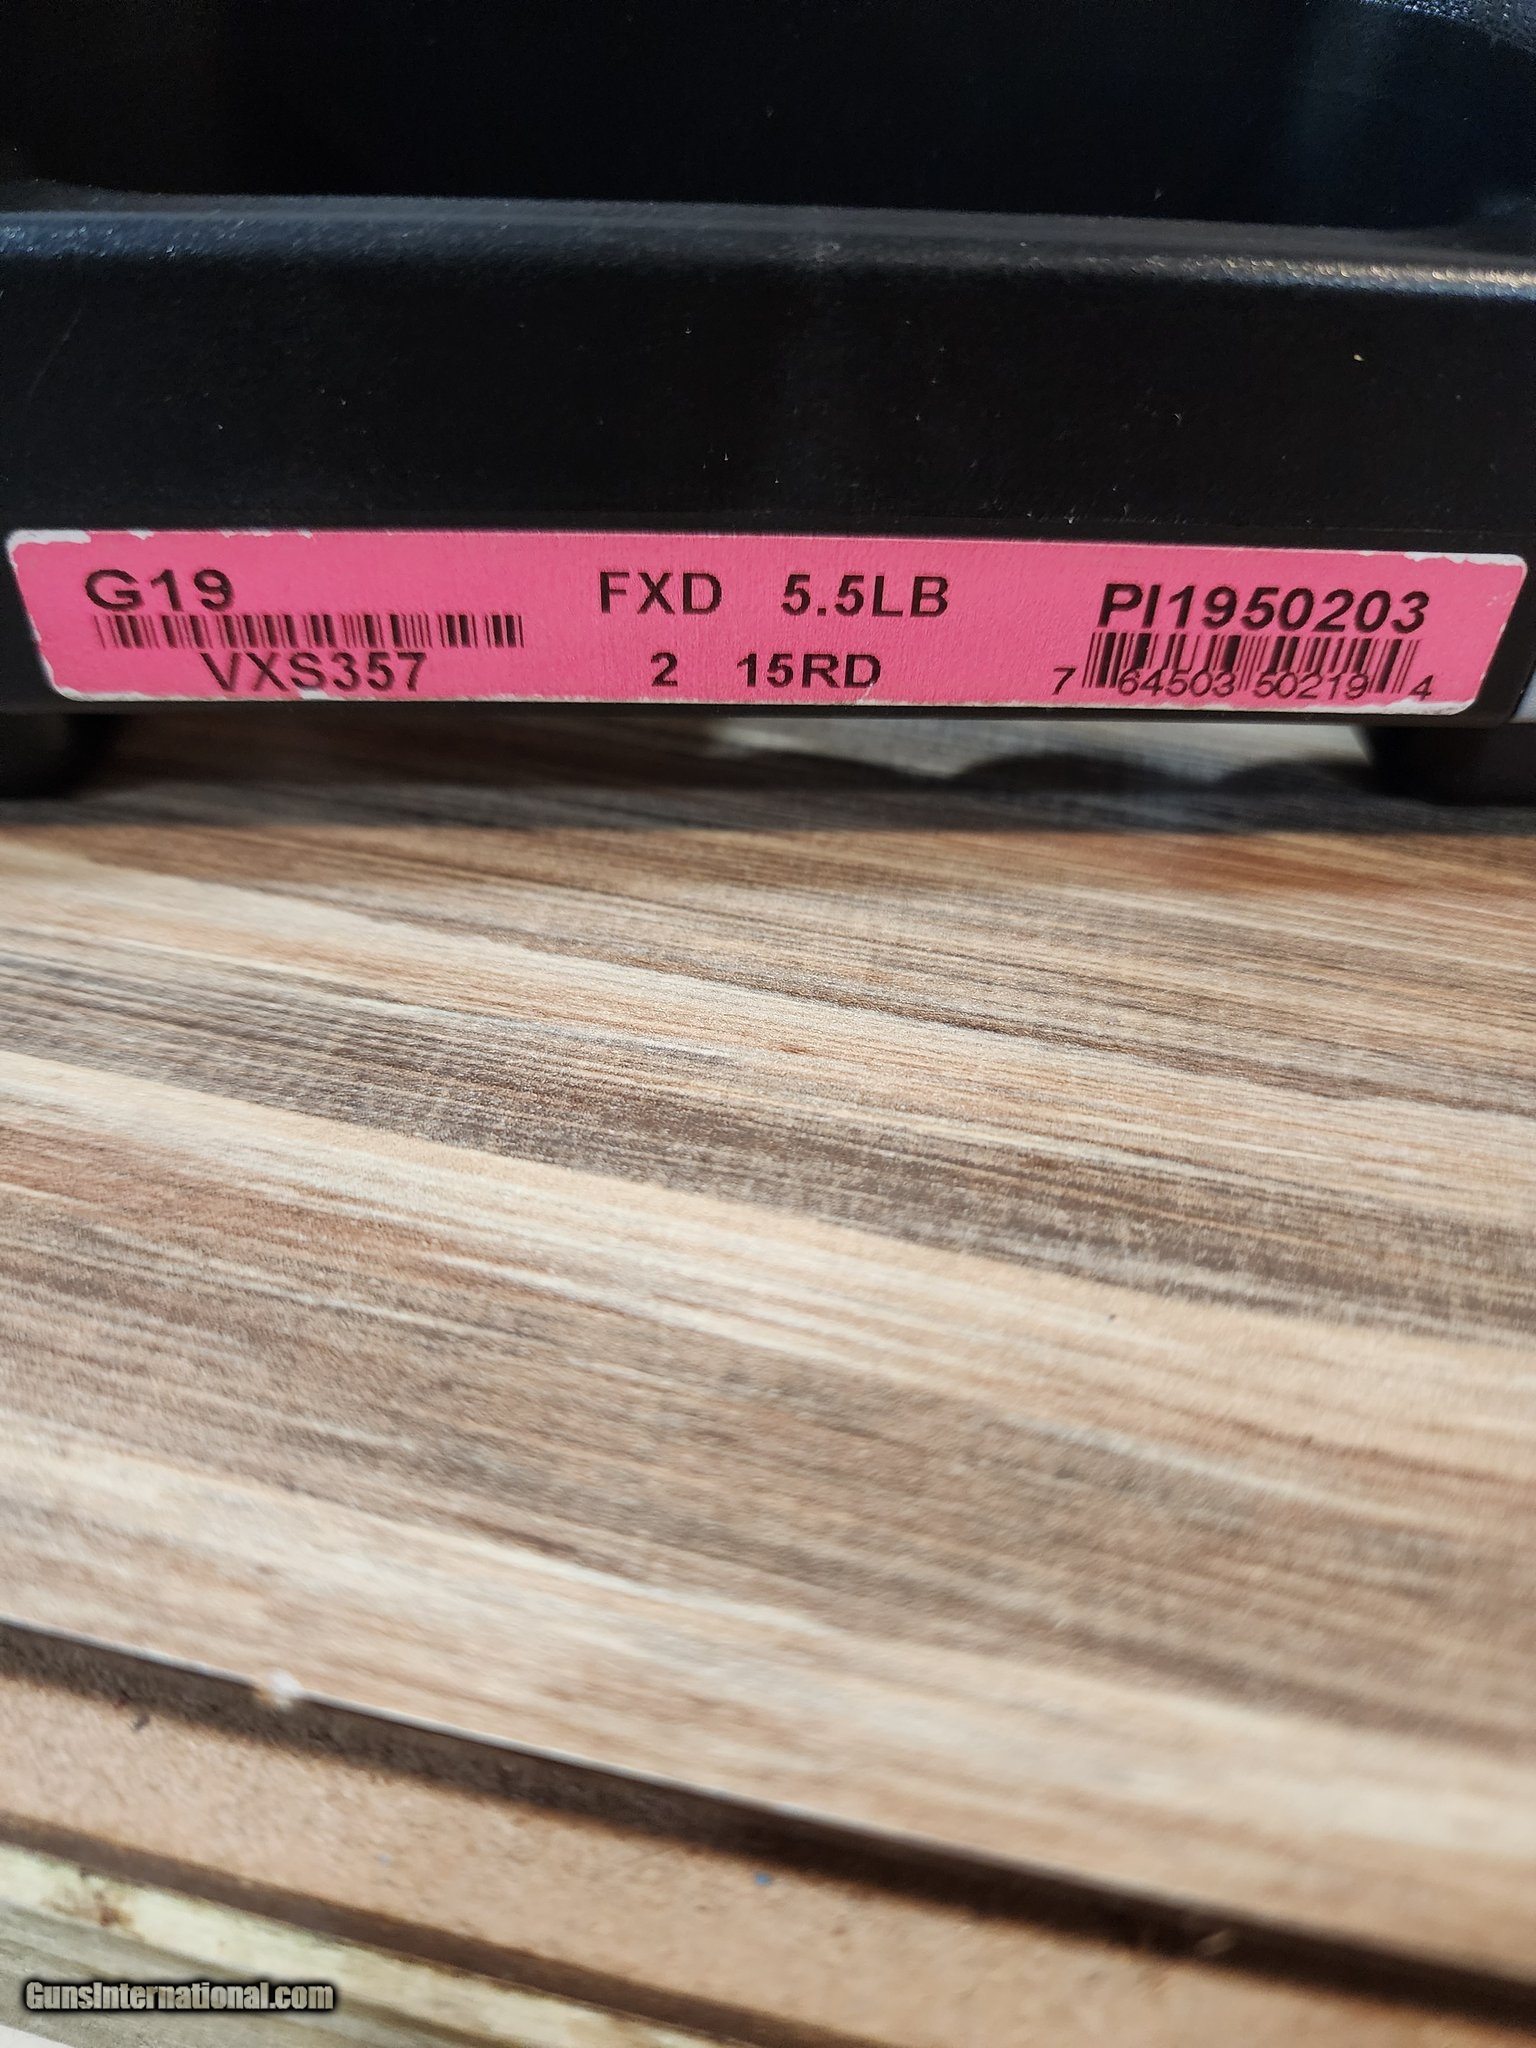 G19 FXD 5.5LB PI1950203
VXS357 2 15RD 7 64503 50219 4
GunsInternational.com